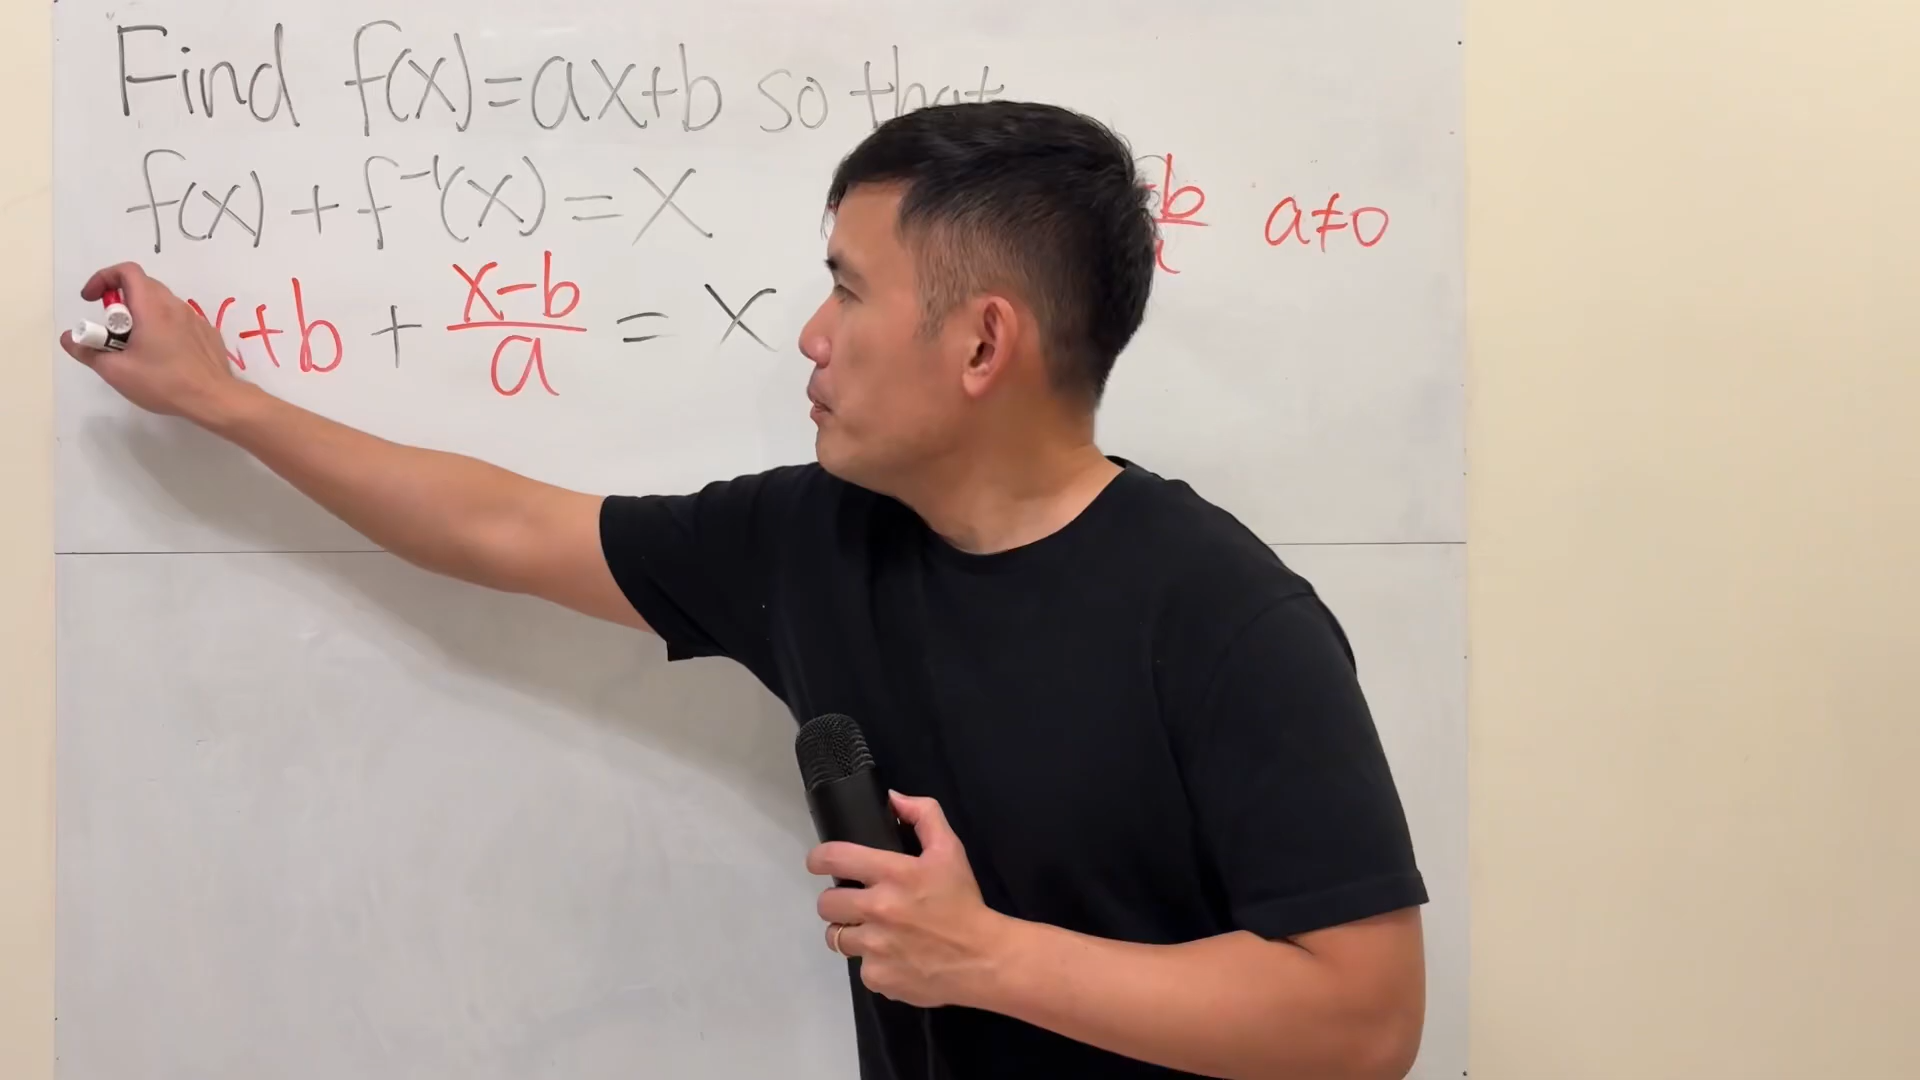 Find f(x)=ax+b so that
f(x) + f⁻¹(x) = x
b a≠0
x+b + (x-b)/a = x